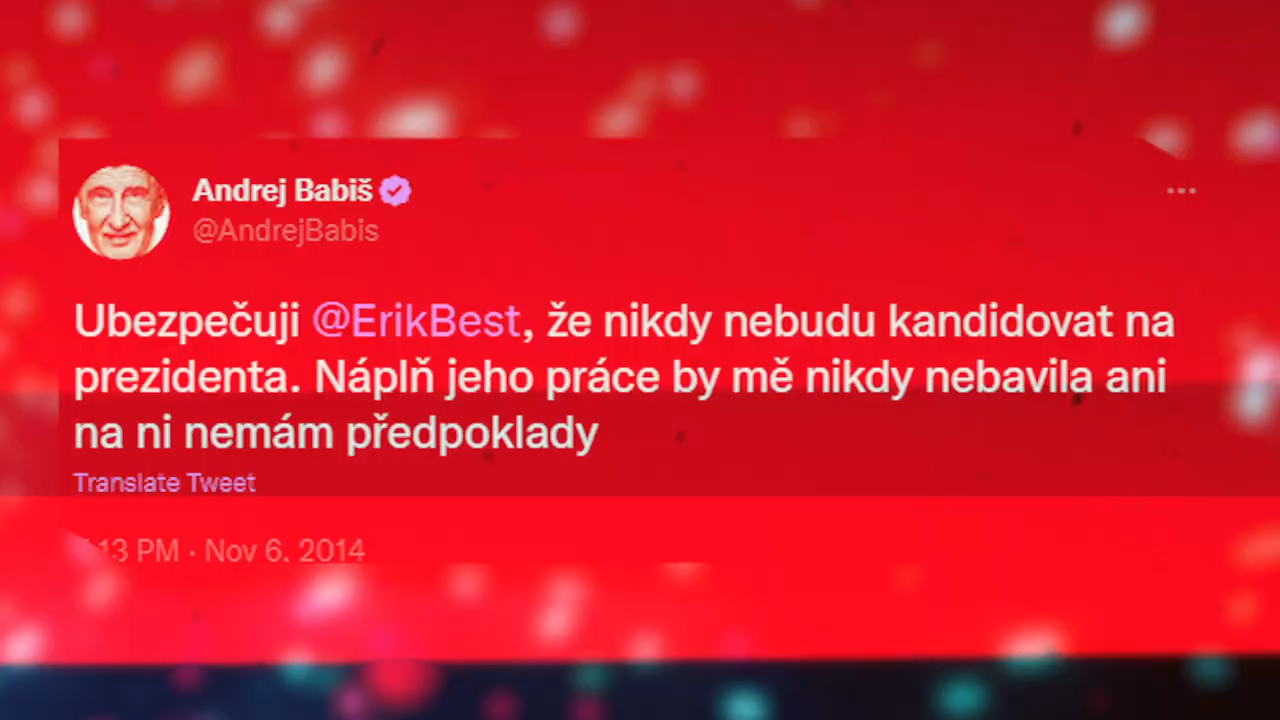 Andrej Babiš
@AndrejBabis
Ubezpečuji @ErikBest, že nikdy nebudu kandidovat na
prezidenta. Náplň jeho práce by mě nikdy nebavila ani
na ni nemám předpoklady
Translate Tweet
13 PM · Nov 6, 2014